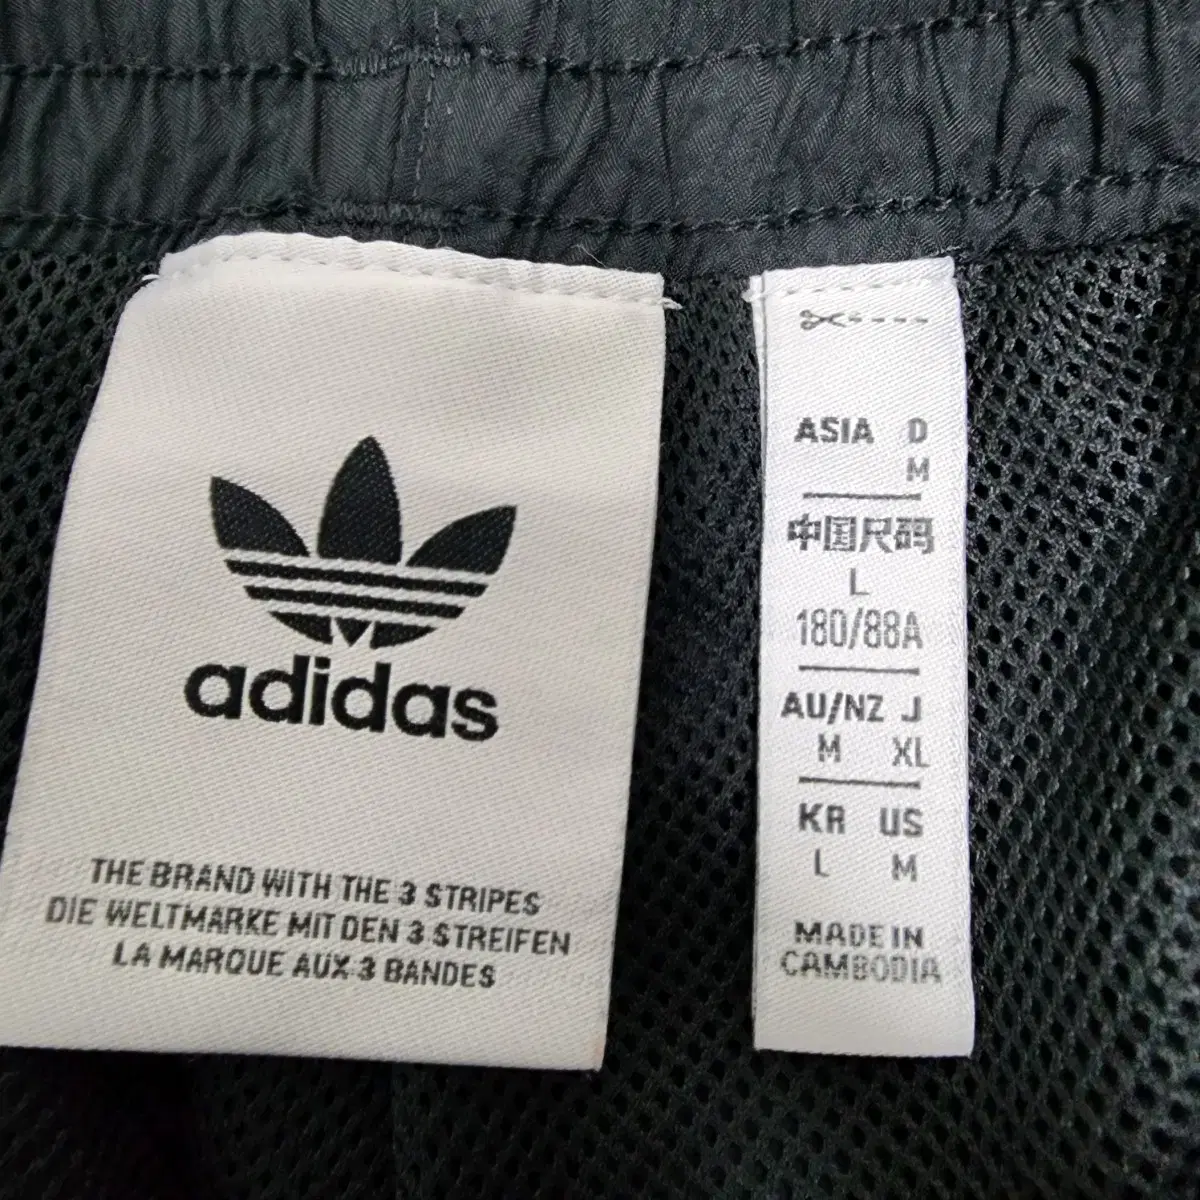 adidas
THE BRAND WITH THE 3 STRIPES
DIE WELTMARKE MIT DEN 3 STREIFEN
LA MARQUE AUX 3 BANDES
ASIA D
M
中国尺码
L
180/88A
AU/NZ J
M XL
KR US
L M
MADE IN
CAMBODIA